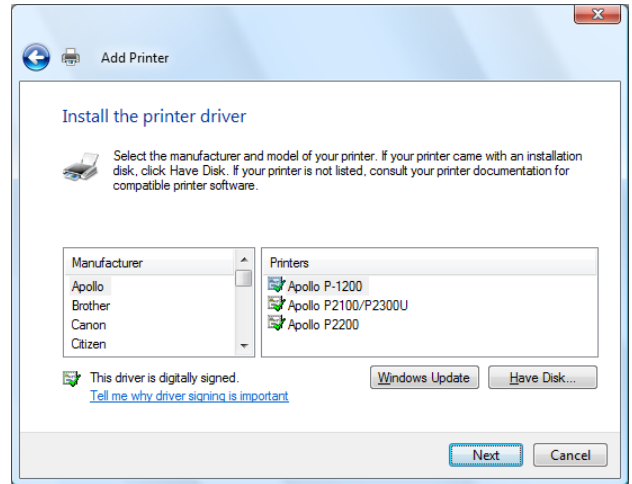 Add Printer
Install the printer driver
Select the manufacturer and model of your printer. If your printer came with an installation
disk, click Have Disk. If your printer is not listed, consult your printer documentation for
compatible printer software.
Manufacturer
Apollo
Brother
Canon
Citizen
Printers
Apollo P-1200
Apollo P2100/P2300U
Apollo P2200
This driver is digitally signed.
Tell me why driver signing is important
Windows Update
Have Disk...
Next
Cancel